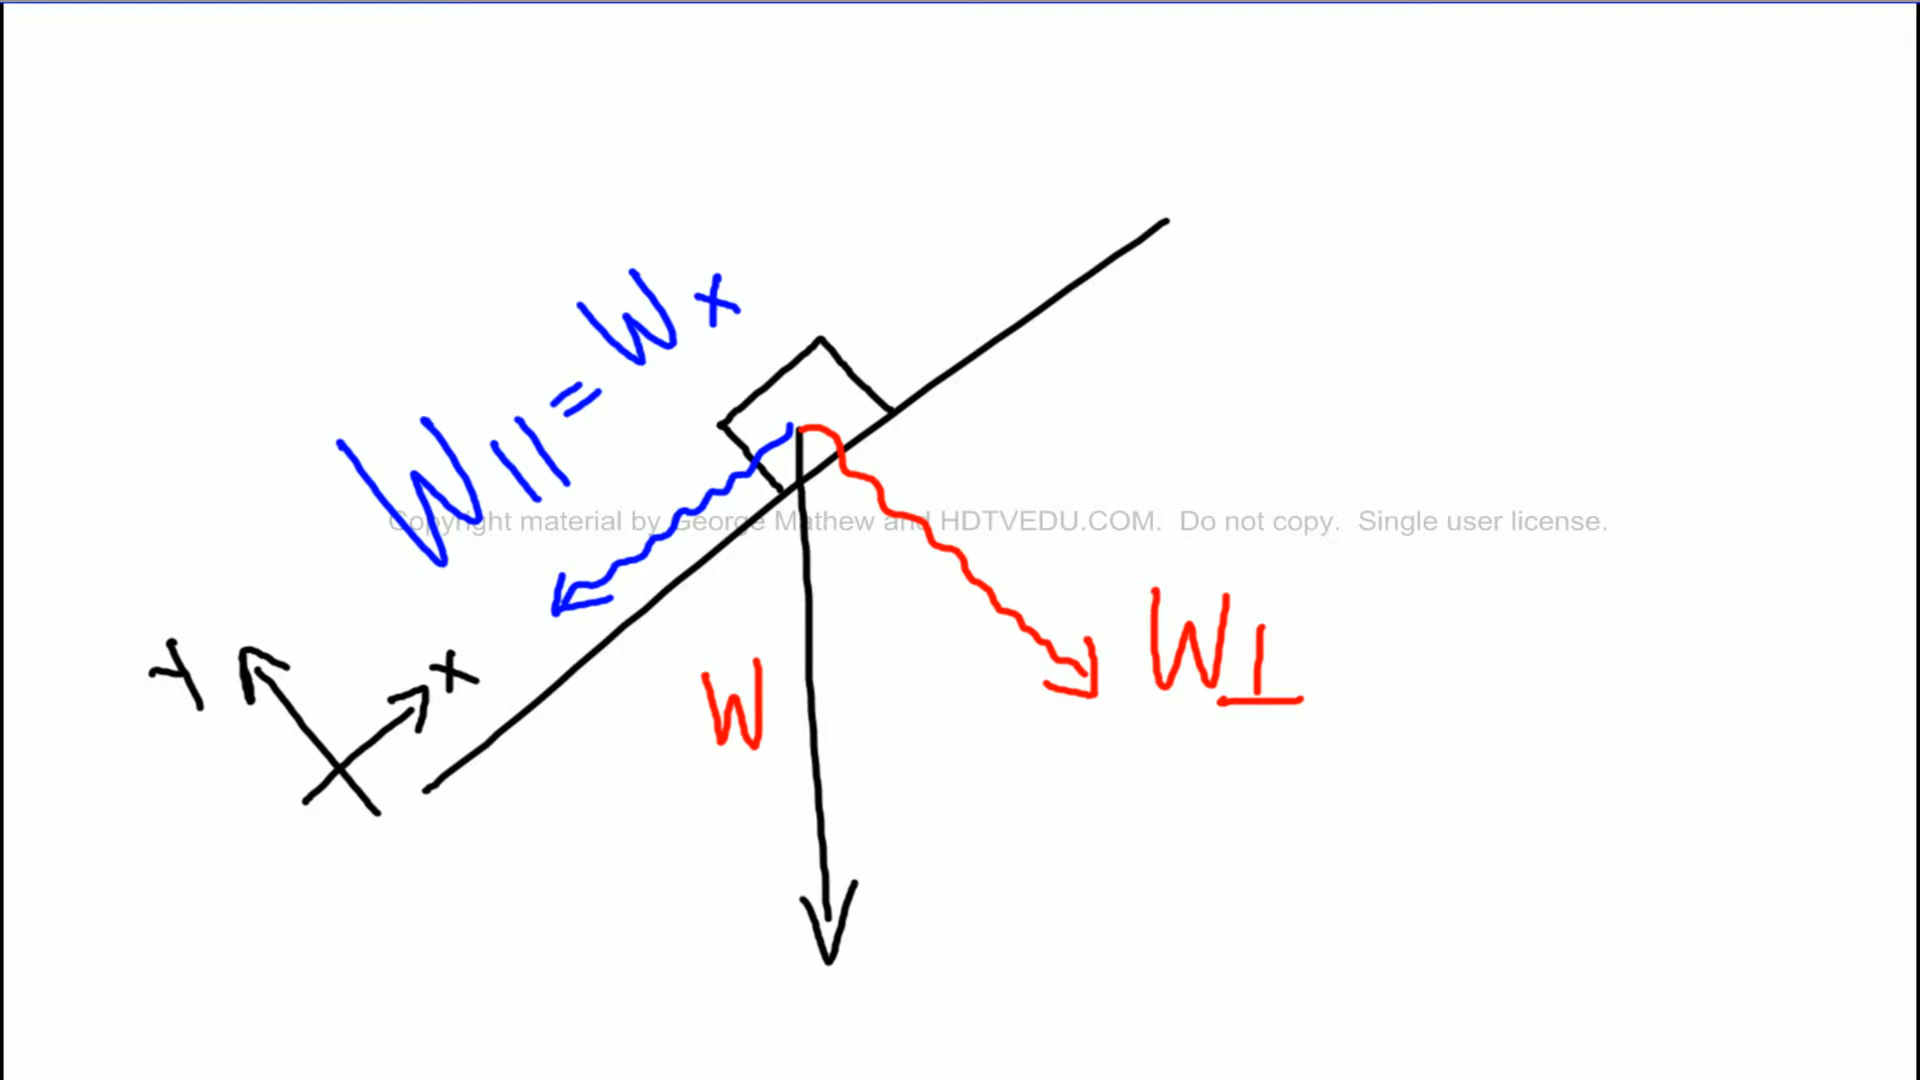 W∥ = Wx
Copyright material by George Mathew and HDTVEDU.COM.  Do not copy.  Single user license.
Y
X
W
W⊥